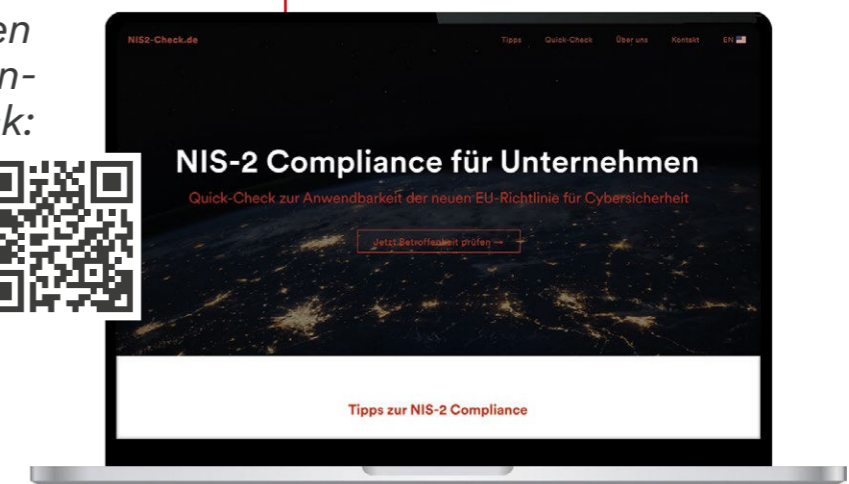 en
n-
k:
NIS2-Check.de
Tipps Quick-Check Über uns Kontakt EN
NIS-2 Compliance für Unternehmen
Quick-Check zur Anwendbarkeit der neuen EU-Richtlinie für Cybersicherheit
Jetzt Betroffenheit prüfen →
Tipps zur NIS-2 Compliance